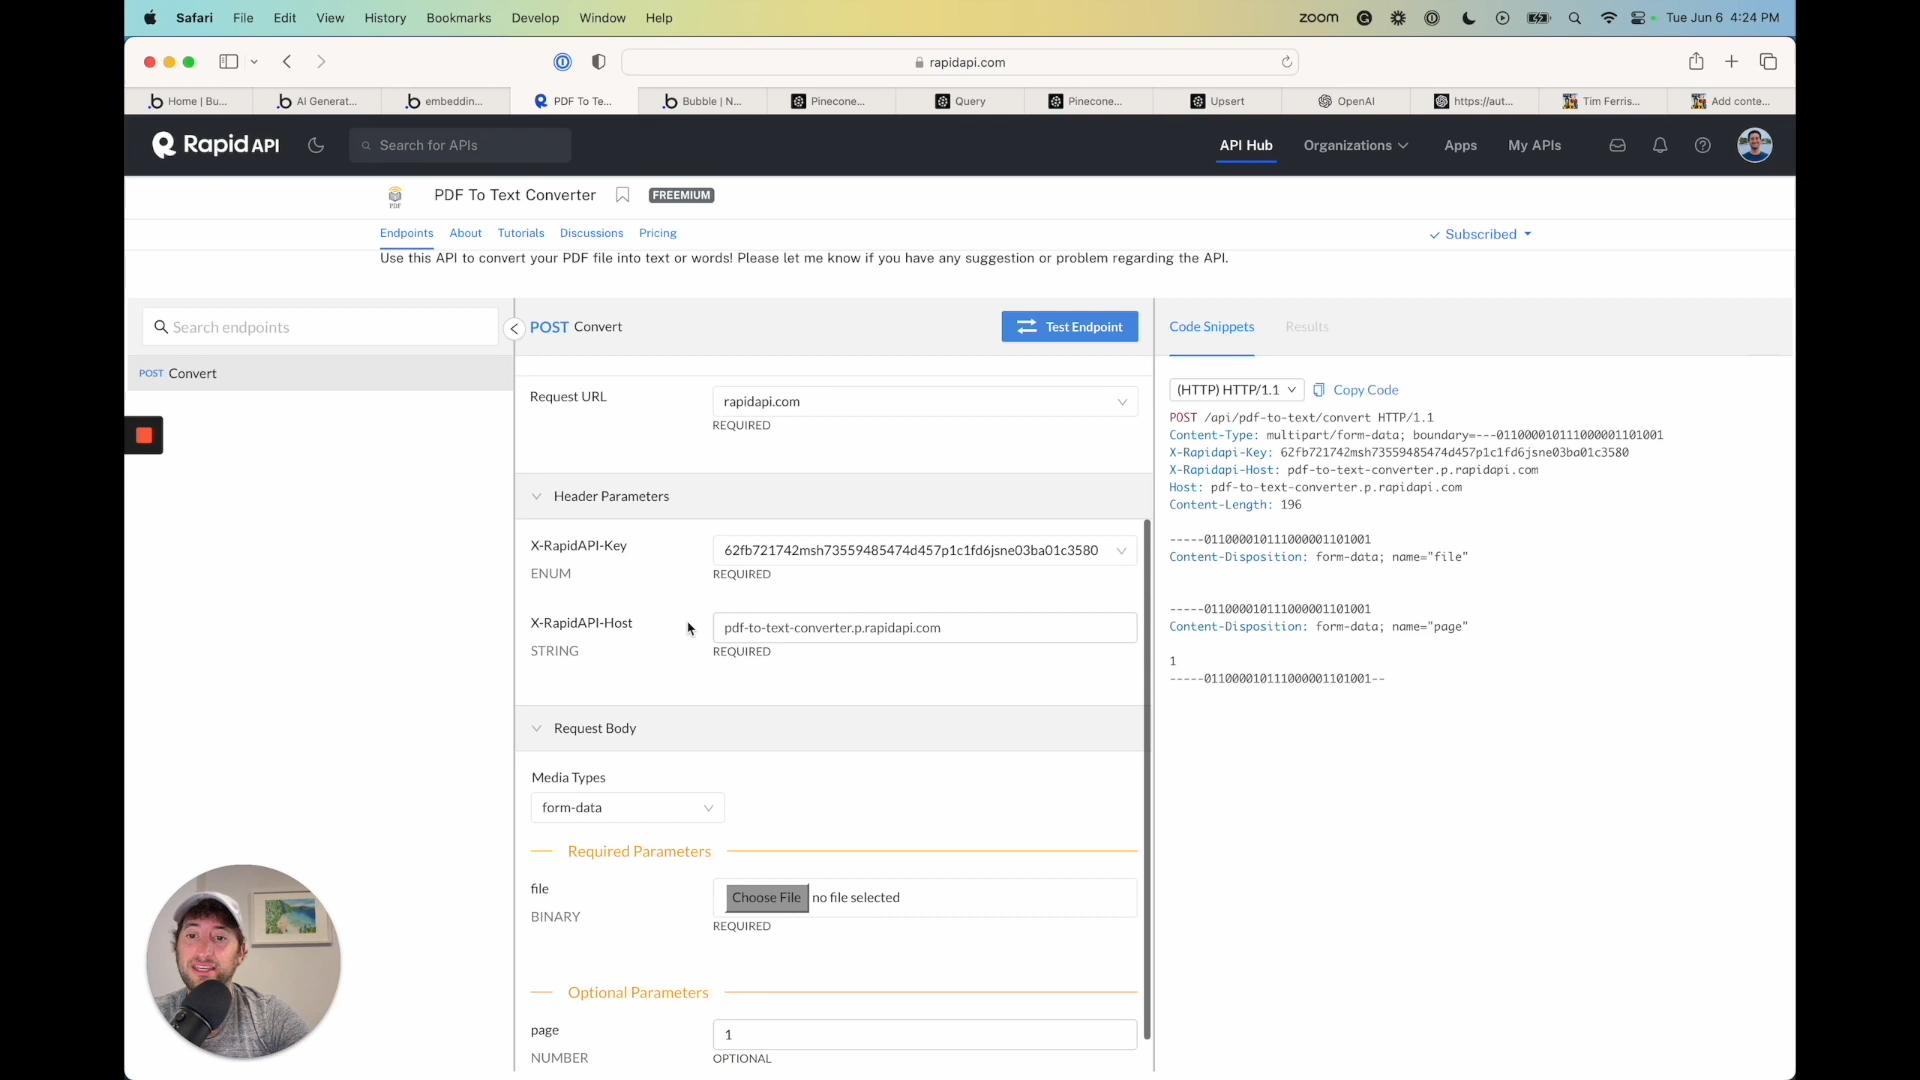 Safari File Edit View History Bookmarks Develop Window Help zoom Tue Jun 6 4:24 PM
rapidapi.com
Home | Bu... AI Generat... embeddin... PDF To Te... Bubble | N... Pinecone... Query Pinecone... Upsert OpenAI https://aut... Tim Ferris... Add conte...
Rapid API Search for APIs API Hub Organizations Apps My APIs
PDF To Text Converter FREEMIUM
Endpoints About Tutorials Discussions Pricing Subscribed
Use this API to convert your PDF file into text or words! Please let me know if you have any suggestion or problem regarding the API.
Search endpoints
POST Convert
POST Convert Test Endpoint
Request URL rapidapi.com
REQUIRED
Header Parameters
X-RapidAPI-Key 62fb721742msh73559485474d457p1c1fd6jsne03ba01c3580
ENUM REQUIRED
X-RapidAPI-Host pdf-to-text-converter.p.rapidapi.com
STRING REQUIRED
Request Body
Media Types
form-data
Required Parameters
file Choose File no file selected
BINARY REQUIRED
Optional Parameters
page 1
NUMBER OPTIONAL
Code Snippets Results
(HTTP) HTTP/1.1 Copy Code
POST /api/pdf-to-text/convert HTTP/1.1
Content-Type: multipart/form-data; boundary=---011000010111000001101001
X-Rapidapi-Key: 62fb721742msh73559485474d457p1c1fd6jsne03ba01c3580
X-Rapidapi-Host: pdf-to-text-converter.p.rapidapi.com
Host: pdf-to-text-converter.p.rapidapi.com
Content-Length: 196
-----011000010111000001101001
Content-Disposition: form-data; name="file"
-----011000010111000001101001
Content-Disposition: form-data; name="page"
1
-----011000010111000001101001--